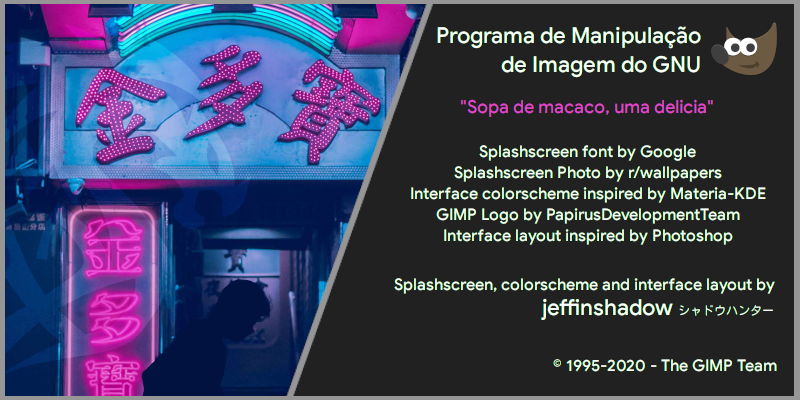 金多寶
金
多
寶
Programa de Manipulação
de Imagem do GNU
"Sopa de macaco, uma delicia"
Splashscreen font by Google
Splashscreen Photo by r/wallpapers
Interface colorscheme inspired by Materia-KDE
GIMP Logo by PapirusDevelopmentTeam
Interface layout inspired by Photoshop
Splashscreen, colorscheme and interface layout by
jeffinshadow シャドウハンター
© 1995-2020 - The GIMP Team